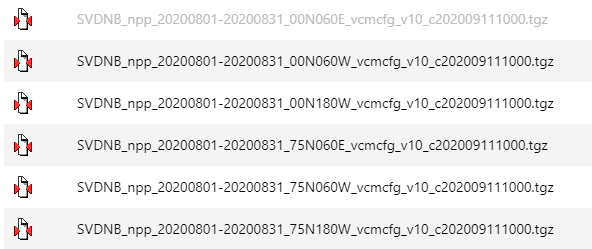 SVDNB_npp_20200801-20200831_00N060E_vcmcfg_v10_c202009111000.tgz
SVDNB_npp_20200801-20200831_00N060W_vcmcfg_v10_c202009111000.tgz
SVDNB_npp_20200801-20200831_00N180W_vcmcfg_v10_c202009111000.tgz
SVDNB_npp_20200801-20200831_75N060E_vcmcfg_v10_c202009111000.tgz
SVDNB_npp_20200801-20200831_75N060W_vcmcfg_v10_c202009111000.tgz
SVDNB_npp_20200801-20200831_75N180W_vcmcfg_v10_c202009111000.tgz